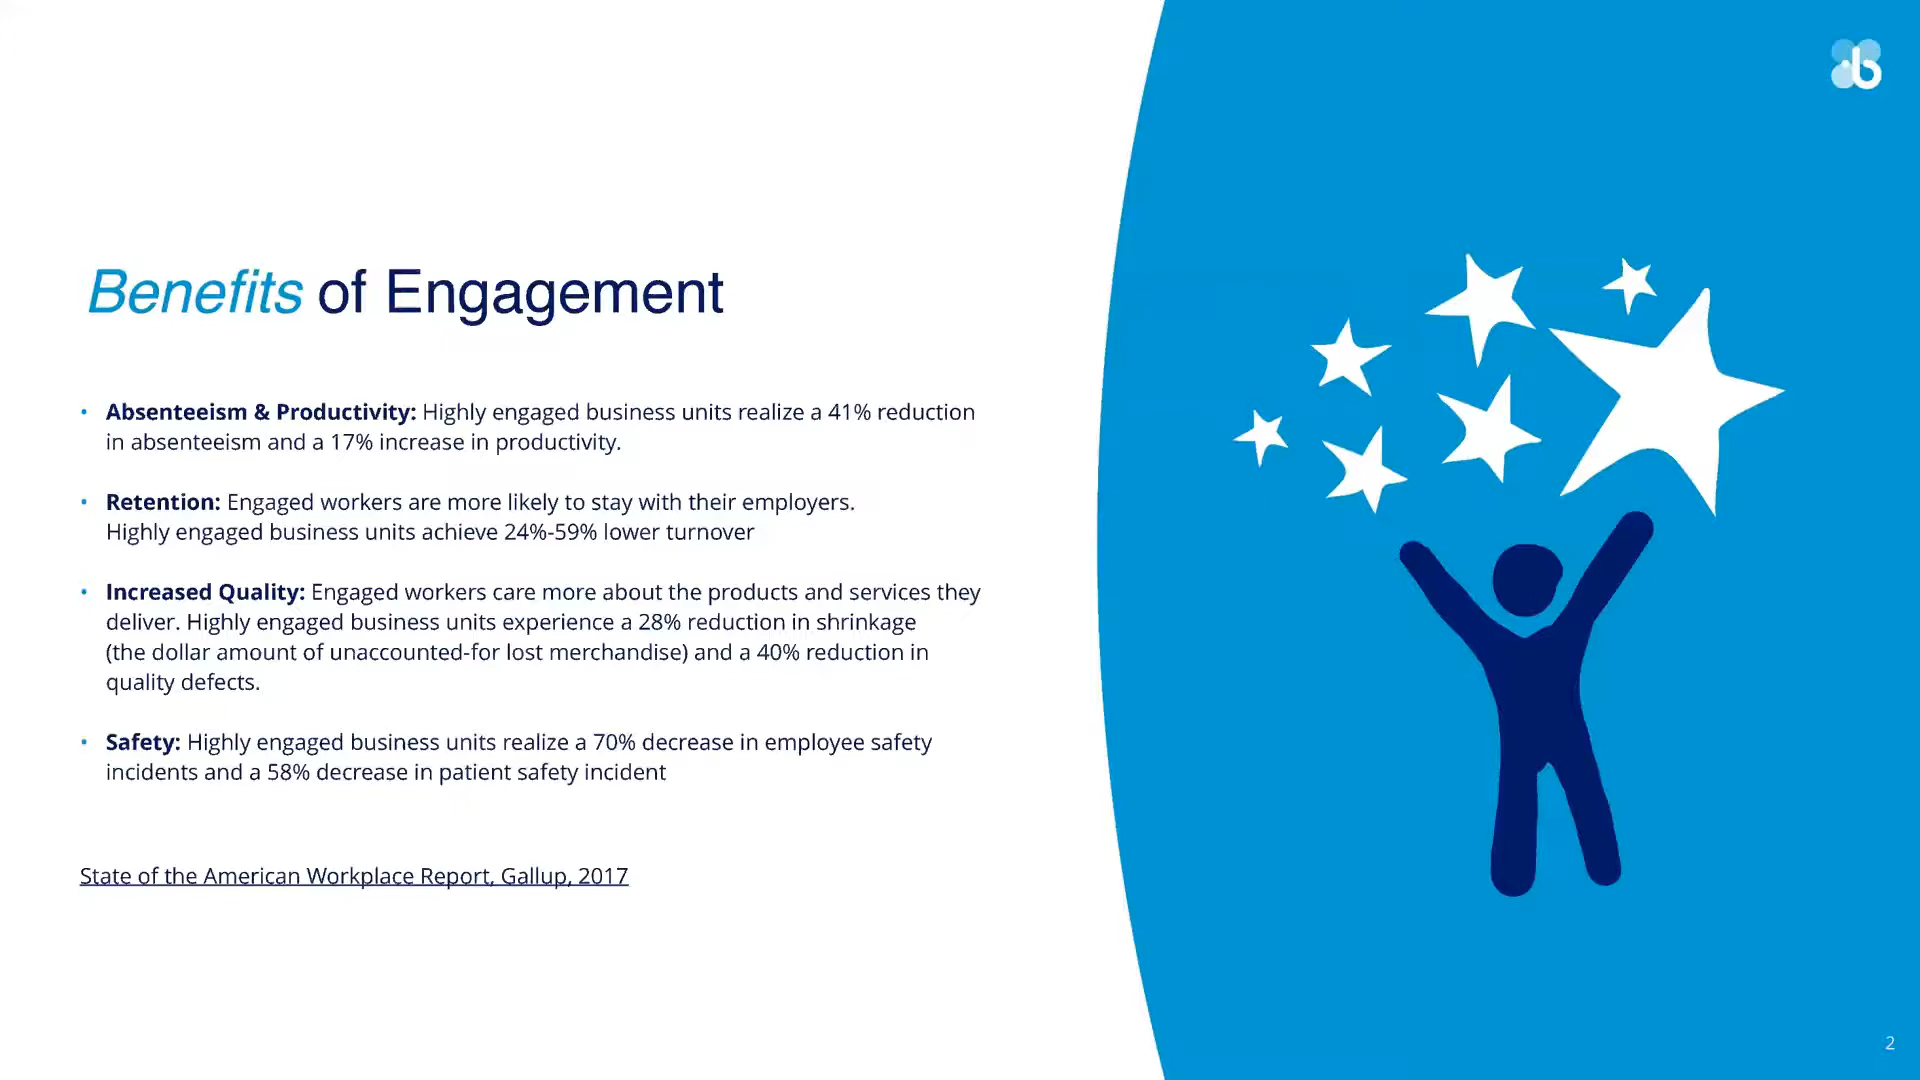 b
Benefits of Engagement
• Absenteeism & Productivity: Highly engaged business units realize a 41% reduction
in absenteeism and a 17% increase in productivity.
• Retention: Engaged workers are more likely to stay with their employers.
Highly engaged business units achieve 24%-59% lower turnover
• Increased Quality: Engaged workers care more about the products and services they
deliver. Highly engaged business units experience a 28% reduction in shrinkage
(the dollar amount of unaccounted-for lost merchandise) and a 40% reduction in
quality defects.
• Safety: Highly engaged business units realize a 70% decrease in employee safety
incidents and a 58% decrease in patient safety incident
State of the American Workplace Report, Gallup, 2017
2